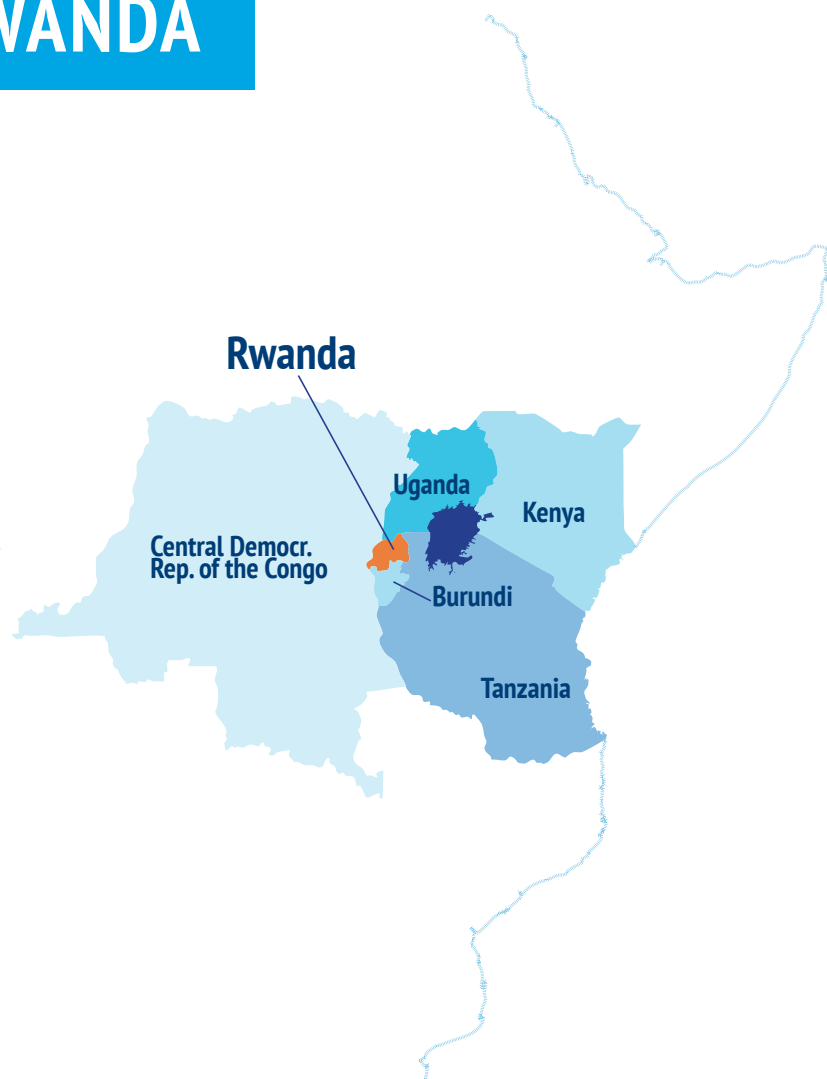 WANDA
Rwanda
Uganda
Kenya
Central Democr.
Rep. of the Congo
Burundi
Tanzania